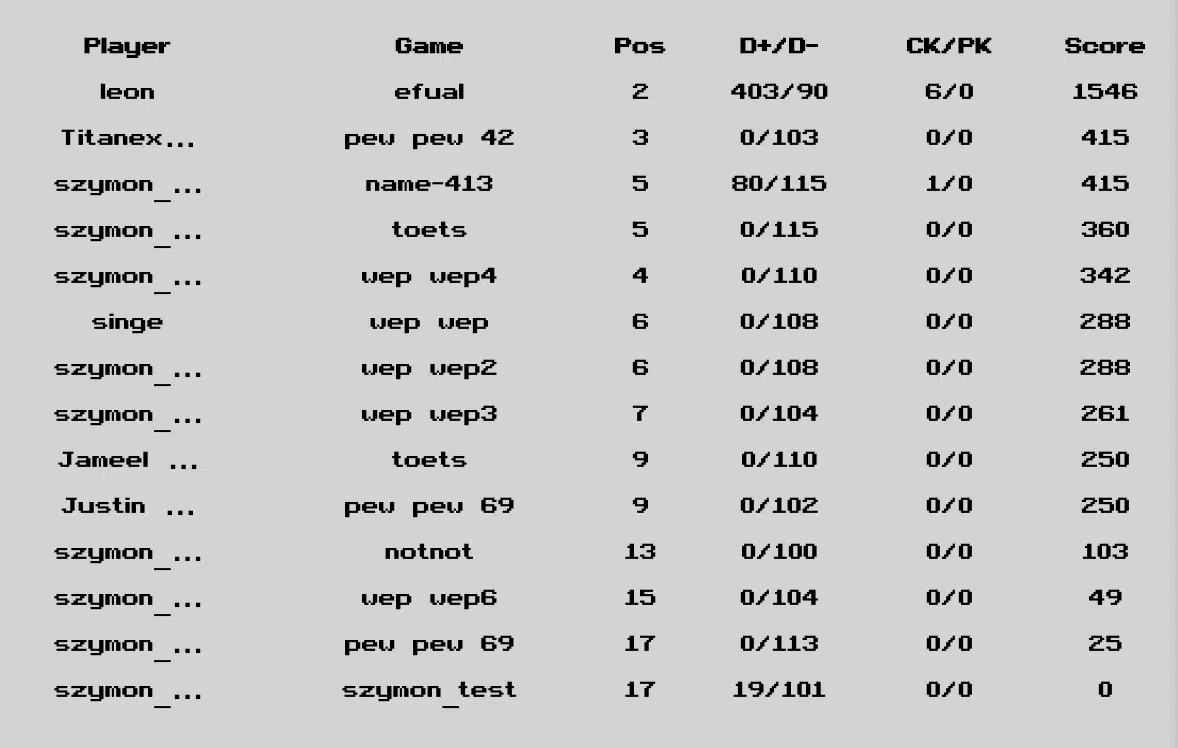 Player Game Pos D+/D- CK/PK Score
leon efual 2 403/90 6/0 1546
Titanex... pew pew 42 3 0/103 0/0 415
szymon_... name-413 5 80/115 1/0 415
szymon_... toets 5 0/115 0/0 360
szymon_... wep wep4 4 0/110 0/0 342
singe wep wep 6 0/108 0/0 288
szymon_... wep wep2 6 0/108 0/0 288
szymon_... wep wep3 7 0/104 0/0 261
Jameel ... toets 9 0/110 0/0 250
Justin ... pew pew 69 9 0/102 0/0 250
szymon_... notnot 13 0/100 0/0 103
szymon_... wep wep6 15 0/104 0/0 49
szymon_... pew pew 69 17 0/113 0/0 25
szymon_... szymon_test 17 19/101 0/0 0